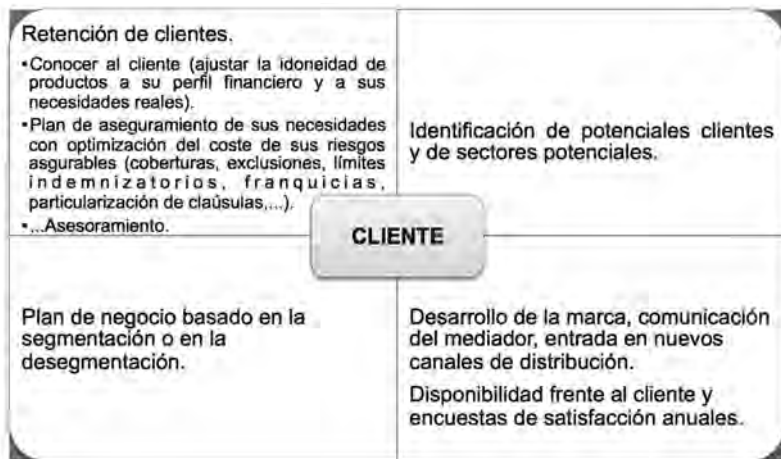 Retención de clientes.
•Conocer al cliente (ajustar la idoneidad de
productos a su perfil financiero y a sus
necesidades reales).
•Plan de aseguramiento de sus necesidades
con optimización del coste de sus riesgos
asgurables (coberturas, exclusiones, límites
indemnizatorios, franquicias,
particularización de claúsulas,...).
•...Asesoramiento.
Identificación de potenciales clientes
y de sectores potenciales.
CLIENTE
Plan de negocio basado en la
segmentación o en la
desegmentación.
Desarrollo de la marca, comunicación
del mediador, entrada en nuevos
canales de distribución.
Disponibilidad frente al cliente y
encuestas de satisfacción anuales.